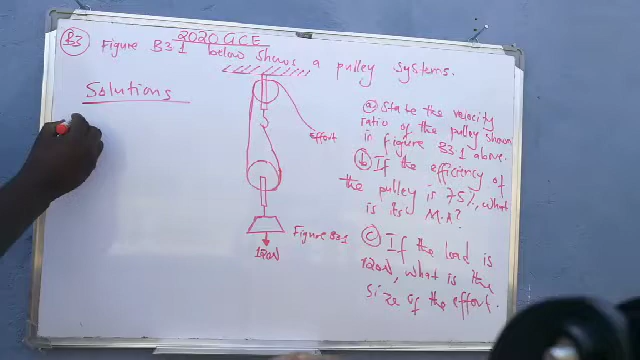 B3 2020 GCE
Figure B3.1 below shows a pulley systems.
Solutions
effort
Figure B3.1
120N
(a) State the velocity
ratio of the pulley shown
in figure B3.1 above.
(b) If the efficiency of
the pulley is 75%, what
is its M.A?
(c) If the load is
120N, what is the
size of the effort.